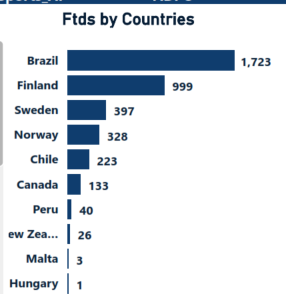 Ftds by Countries
Brazil 1,723
Finland 999
Sweden 397
Norway 328
Chile 223
Canada 133
Peru 40
ew Zea... 26
Malta 3
Hungary 1